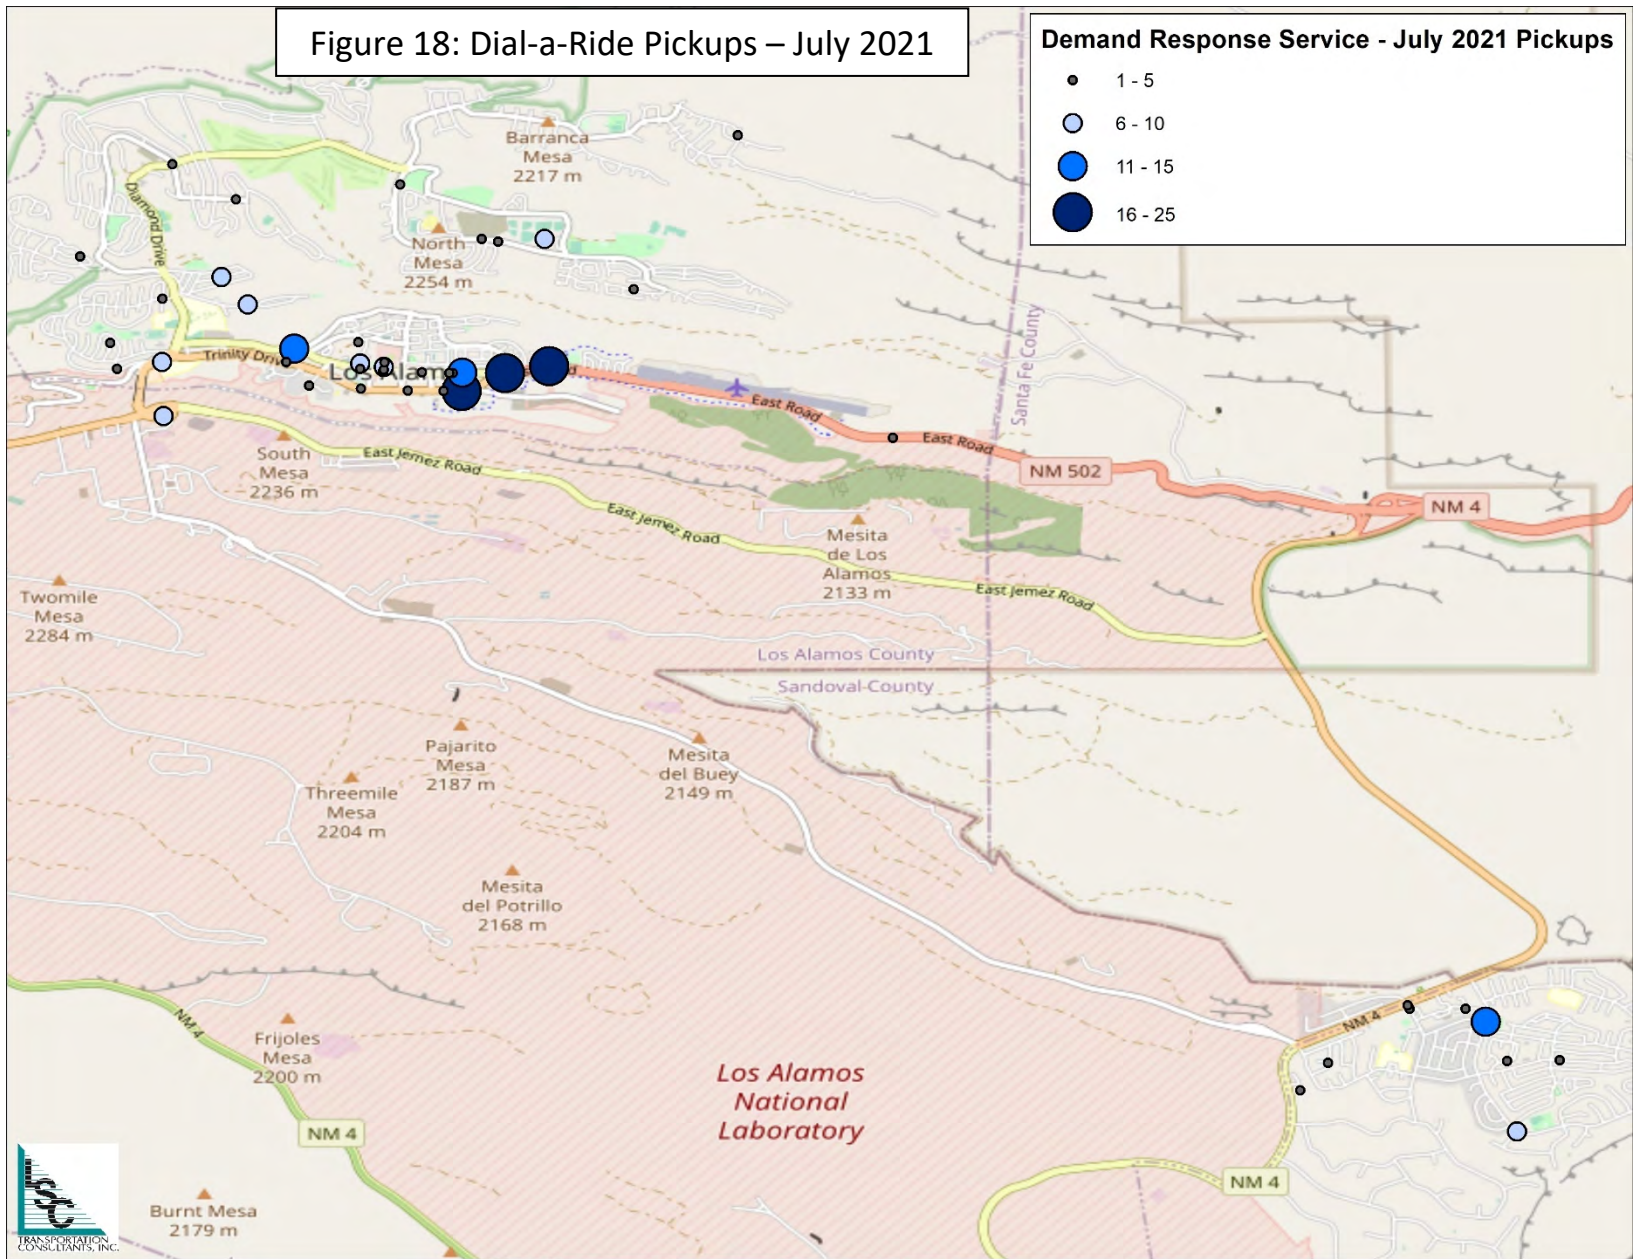 Figure 18: Dial-a-Ride Pickups – July 2021
Demand Response Service - July 2021 Pickups
1 - 5
6 - 10
11 - 15
16 - 25
Barranca
Mesa
2217 m
Diamond Drive
North
Mesa
2254 m
Santa Fe County
Trinity Drive
Los Alam
East Road
East Road
NM 502
NM 4
South
Mesa
2236 m
East Jemez Road
East Jemez Road
Mesita
de Los
Alamos
2133 m
East Jemez Road
Twomile
Mesa
2284 m
Los Alamos County
Sandoval County
Pajarito
Mesa
2187 m
Mesita
del Buey
2149 m
Threemile
Mesa
2204 m
Mesita
del Potrillo
2168 m
NM 4
Frijoles
Mesa
2200 m
NM 4
Los Alamos
National
Laboratory
NM 4
NM 4
Burnt Mesa
2179 m
LSC
TRANSPORTATION
CONSULTANTS, INC.